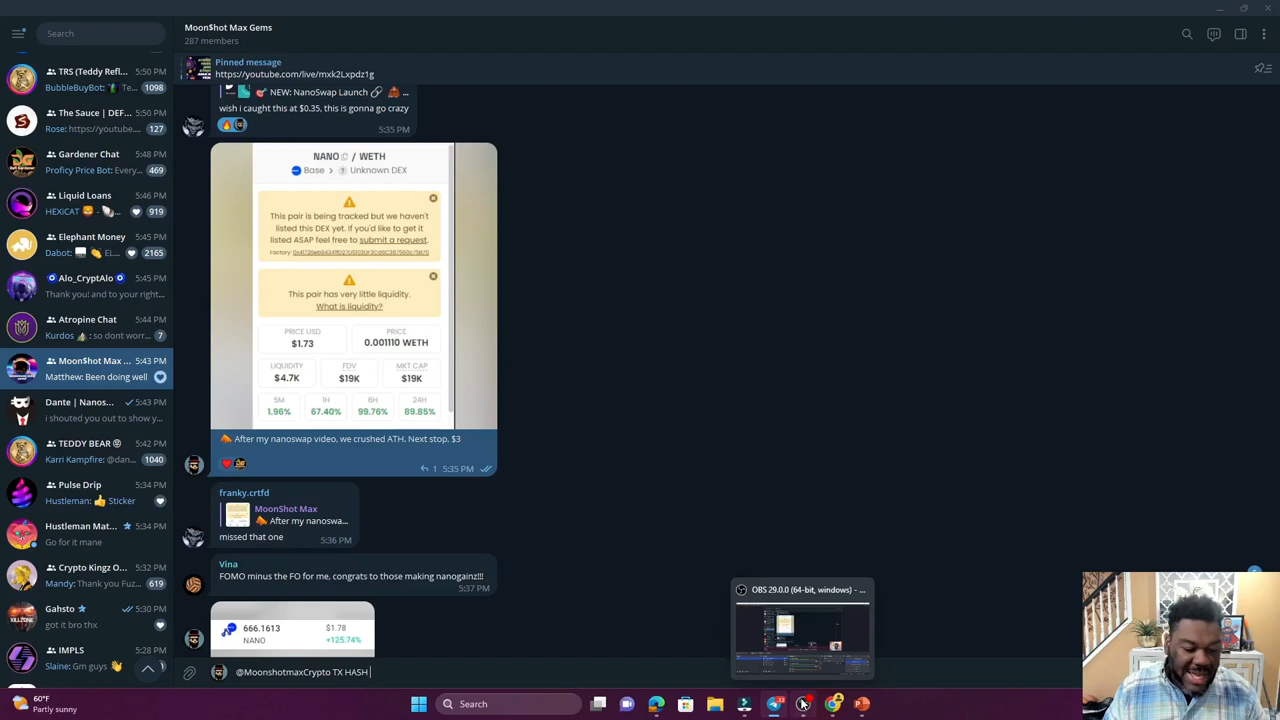 Search
Moon$hot Max Gems
287 members
Pinned message
https://youtube.com/live/mxk2Lxpdz1g
TRS (Teddy Refl...
5:50 PM
BubbleBuyBot: Te...
1098
The Sauce | DEF...
5:50 PM
Rose: https://youtube....
127
Gardener Chat
5:48 PM
Proficy Price Bot: Every...
469
Liquid Loans
5:46 PM
HEXiCAT
919
Elephant Money
5:45 PM
Dabot: Ele...
2165
Alo_CryptAlo
5:45 PM
Thank you! and to your right...
Atropine Chat
5:44 PM
Kurdos : so dont worr...
7
Moon$hot Max ...
5:43 PM
Matthew: Been doing well
Dante | Nanos...
5:43 PM
i shouted you out to show y...
TEDDY BEAR
5:42 PM
Karri Kampfire: @dan...
1040
Pulse Drip
5:34 PM
Hustleman: Sticker
Hustleman Mat...
5:34 PM
Go for it mane
Crypto Kingz O...
5:32 PM
Mandy: Thank you Fuz...
619
Gahsto
5:30 PM
got it bro thx
IMPLS
5:08 PM
Slaine: Gm guys
NEW: NanoSwap Launch ...
wish i caught this at $0.35, this is gonna go crazy
5:35 PM
NANO / WETH
Base > ? Unknown DEX
This pair is being tracked but we haven't
listed this DEX yet. If you'd like to get it
listed ASAP feel free to submit a request.
This pair has very little liquidity.
What is liquidity?
PRICE USD
$1.73
PRICE
0.001110 WETH
LIQUIDITY
$4.7K
FDV
$19K
MKT CAP
$19K
5M
1.96%
1H
67.40%
6H
99.76%
24H
89.85%
After my nanoswap video, we crushed ATH. Next stop, $3
1 5:35 PM
franky.crtfd
MoonShot Max
After my nanoswa...
missed that one
5:36 PM
Vina
FOMO minus the FO for me, congrats to those making nanogainz!!!
5:37 PM
666.1613
NANO
$1.78
+125.74%
@MoonshotmaxCrypto TX HASH
OBS 29.0.0 (64-bit, windows) - ...
60°F
Partly sunny
Search